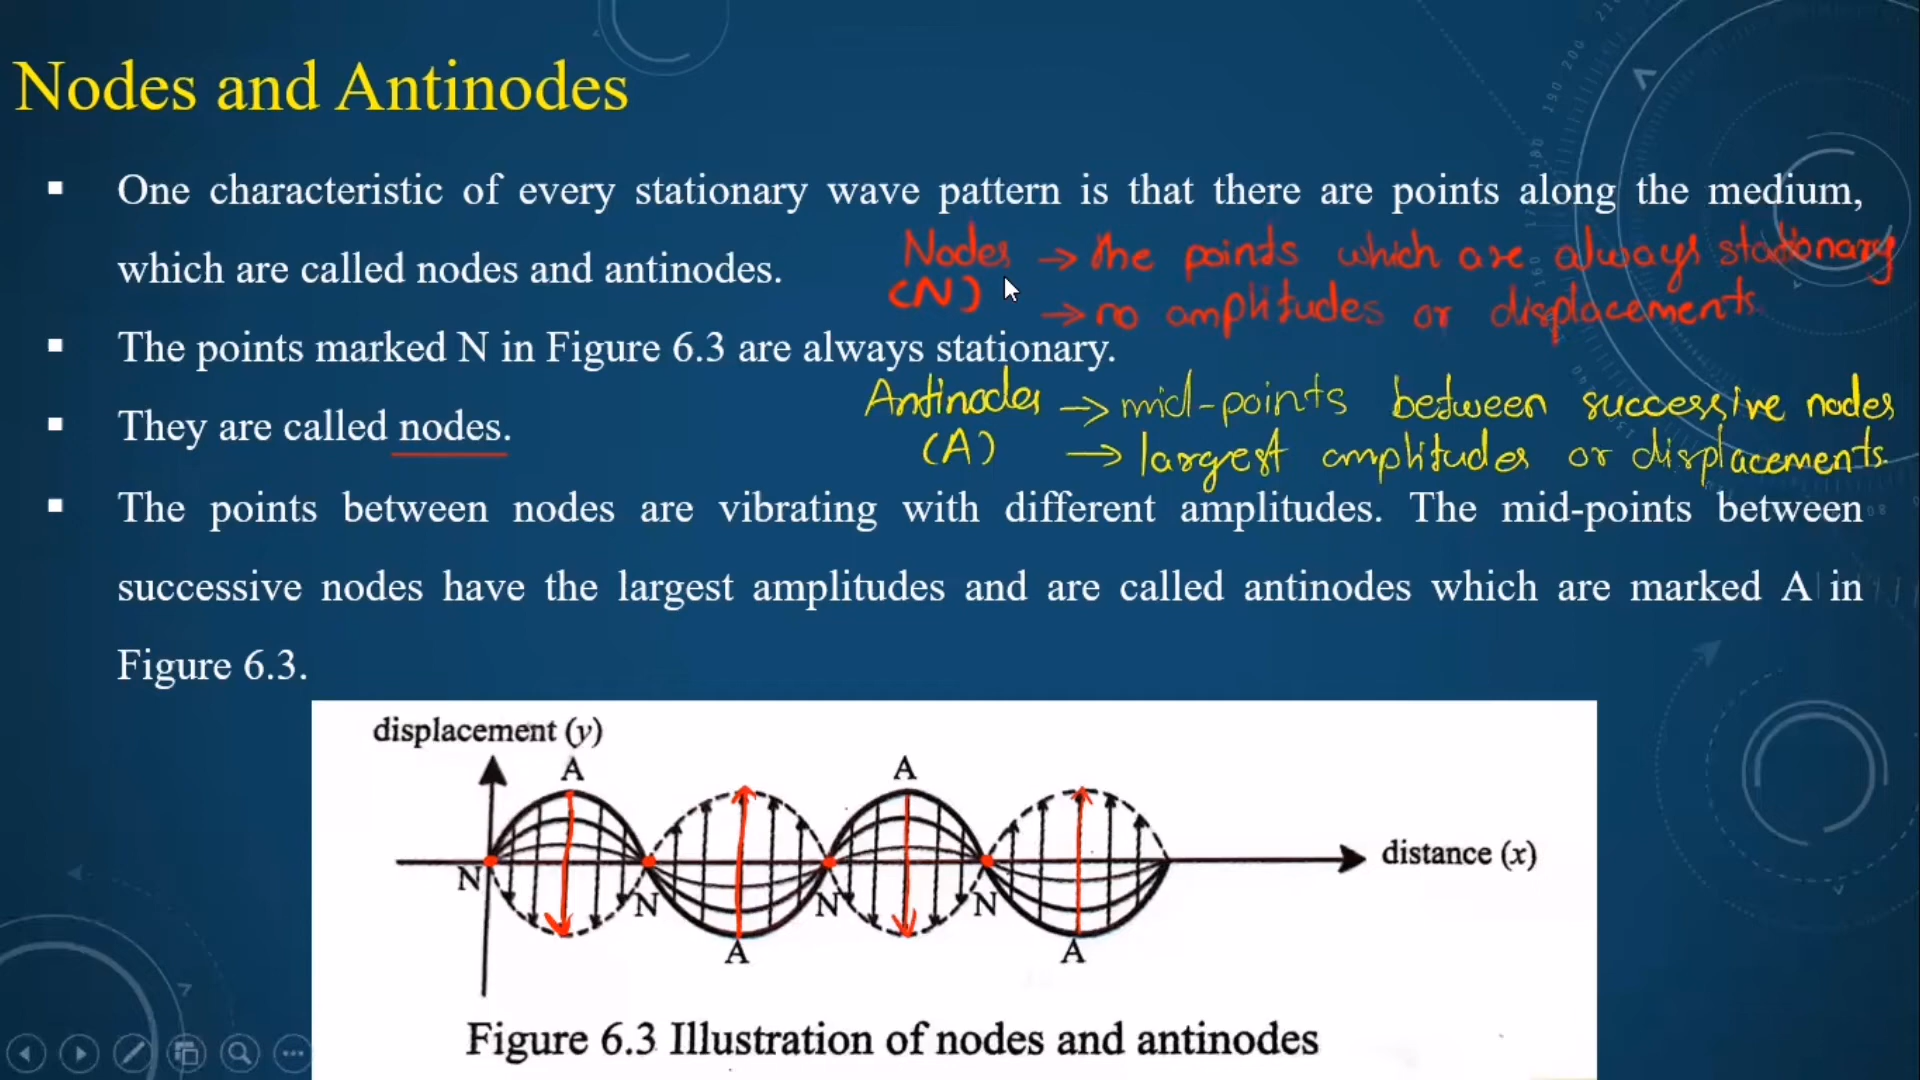 Nodes and Antinodes
▪ One characteristic of every stationary wave pattern is that there are points along the medium,
which are called nodes and antinodes.
Nodes → the points which are always stationary
(N) → no amplitudes or displacements.
▪ The points marked N in Figure 6.3 are always stationary.
Antinodes → mid-points between successive nodes
(A) → largest amplitudes or displacements.
▪ They are called nodes.
▪ The points between nodes are vibrating with different amplitudes. The mid-points between
successive nodes have the largest amplitudes and are called antinodes which are marked A in
Figure 6.3.
displacement (y)
A A
distance (x)
N N N N
A A
Figure 6.3 Illustration of nodes and antinodes